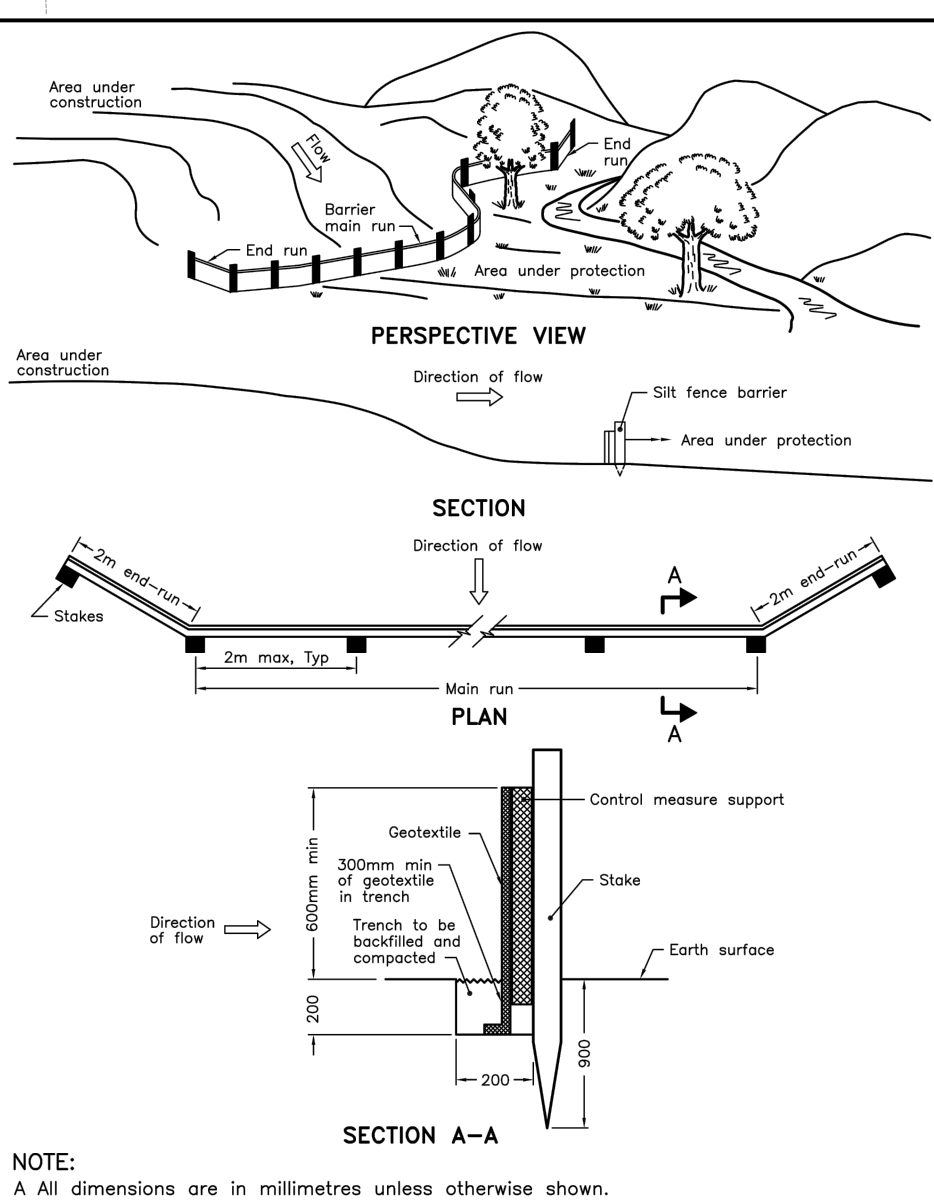 Area under
construction
Flow
End
run
Barrier
main run
End run
Area under protection
PERSPECTIVE VIEW
Area under
construction
Direction of flow
Silt fence barrier
Area under protection
SECTION
Direction of flow
2m end-run
A
2m end-run
Stakes
2m max, Typ
Main run
PLAN
A
Control measure support
Geotextile
600mm min
300mm min
of geotextile
in trench
Stake
Direction
of flow
Trench to be
backfilled and
compacted
Earth surface
200
900
200
SECTION A-A
NOTE:
A All dimensions are in millimetres unless otherwise shown.